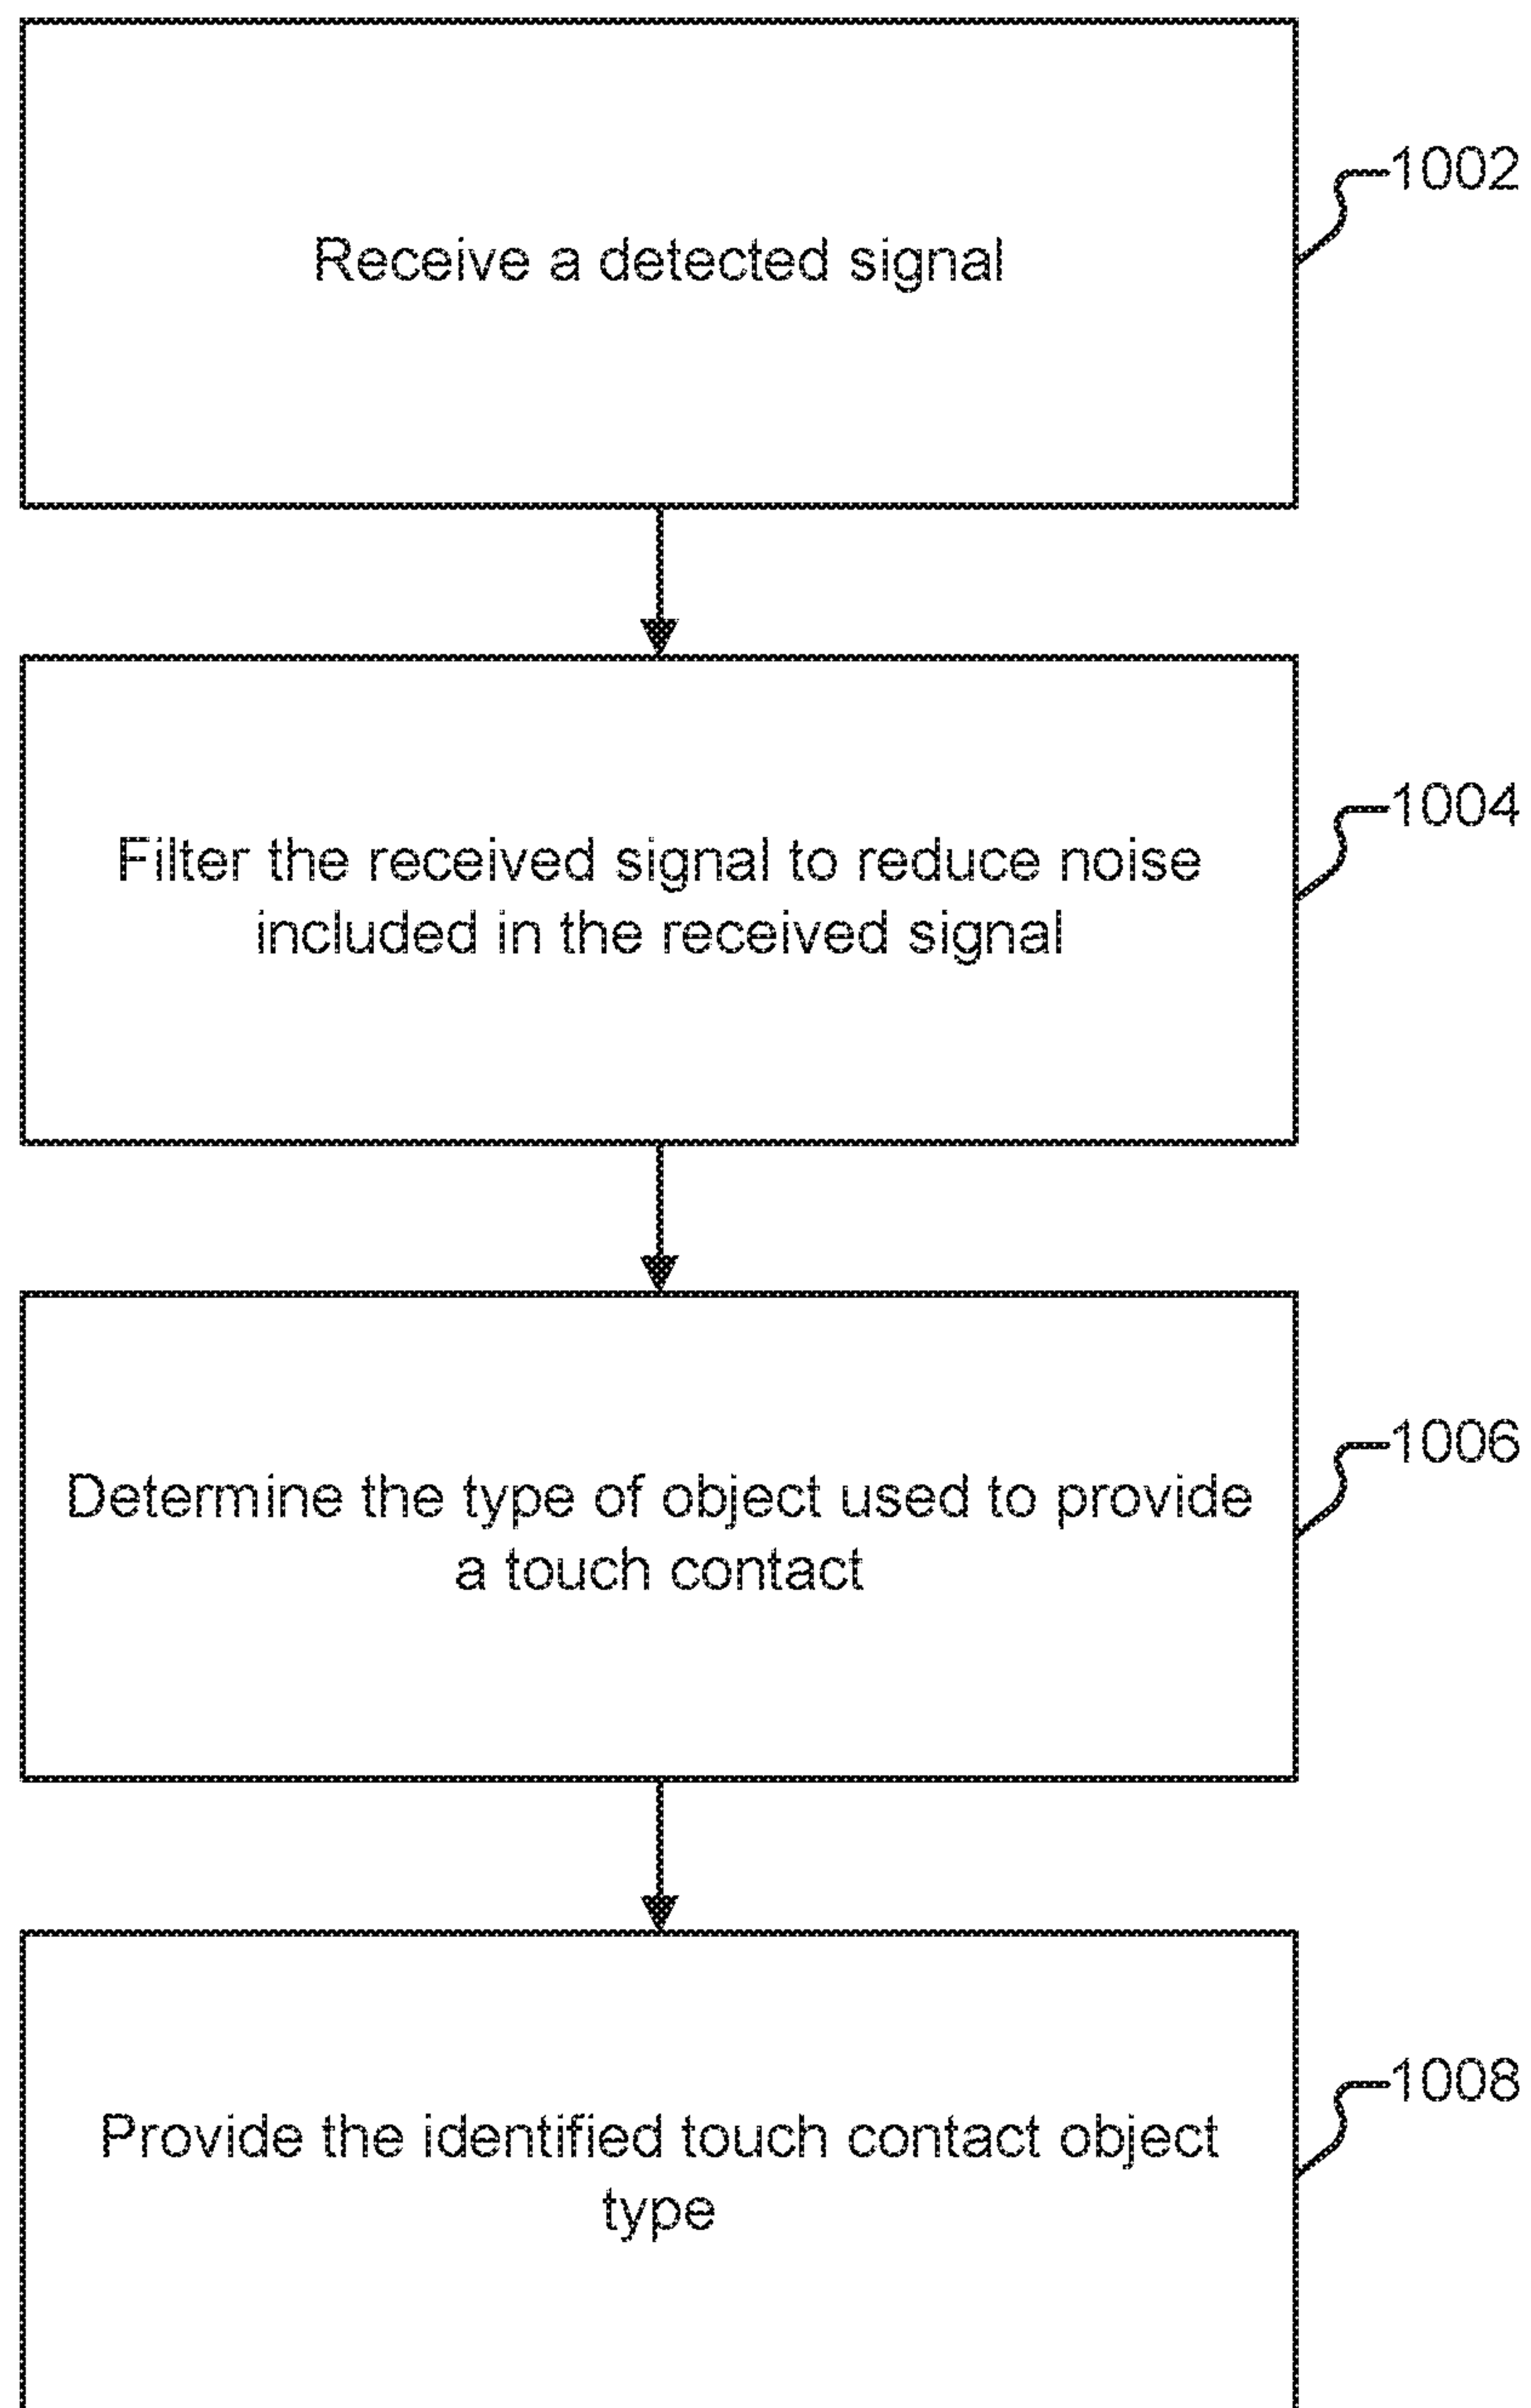 Receive a detected signal
1002
Filter the received signal to reduce noise
included in the received signal
1004
Determine the type of object used to provide
a touch contact
1006
Provide the identified touch contact object
type
1008